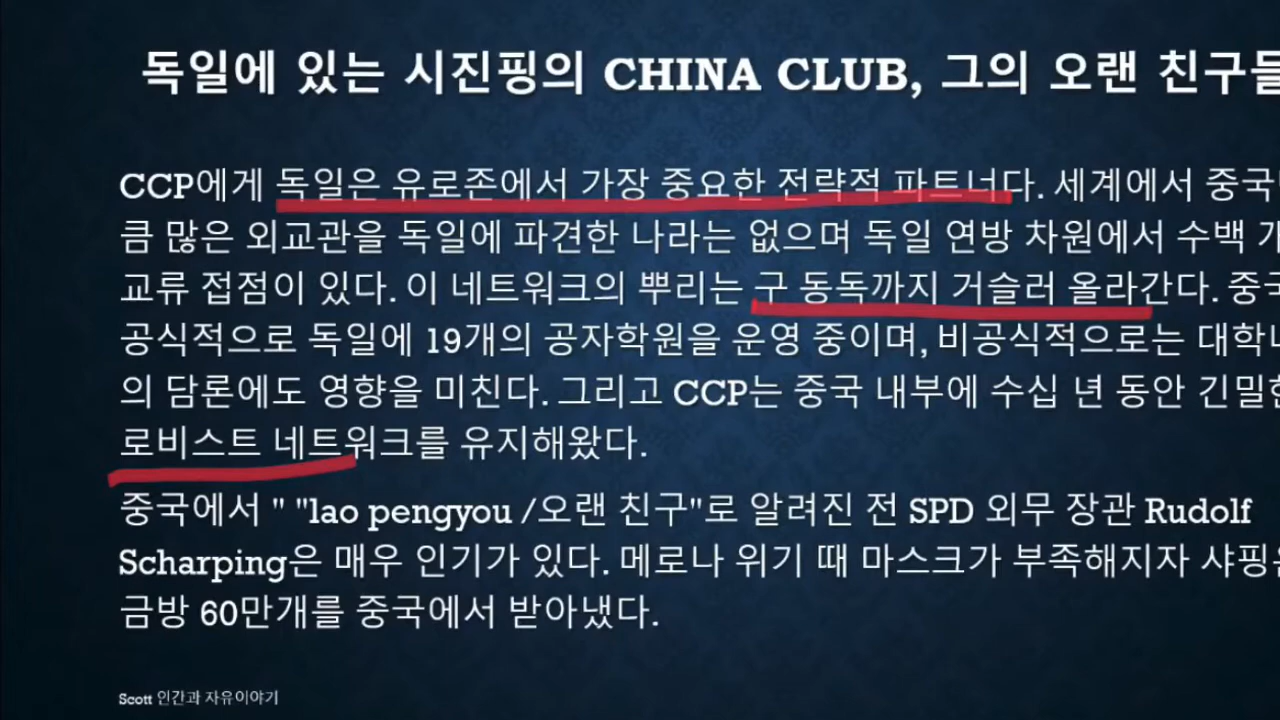 독일에 있는 시진핑의 CHINA CLUB, 그의 오랜 친구들
CCP에게 독일은 유로존에서 가장 중요한 전략적 파트너다. 세계에서
큼 많은 외교관을 독일에 파견한 나라는 없으며 독일 연방 차원에서 수백
교류 접점이 있다. 이 네트워크의 뿌리는 구 동독까지 거슬러 올라간다.
공식적으로 독일에 19개의 공자학원을 운영 중이며, 비공식적으로는
의 담론에도 영향을 미친다. 그리고 CCP는 중국 내부에 수십 년 동안
로비스트 네트워크를 유지해왔다.
중국에서 " "lao pengyou /오랜 친구"로 알려진 전 SPD 외무 장관 Rudolf
Scharping은 매우 인기가 있다. 메로나 위기 때 마스크가 부족해지자
금방 60만개를 중국에서 받아냈다.
Scott 인간과 자유이야기